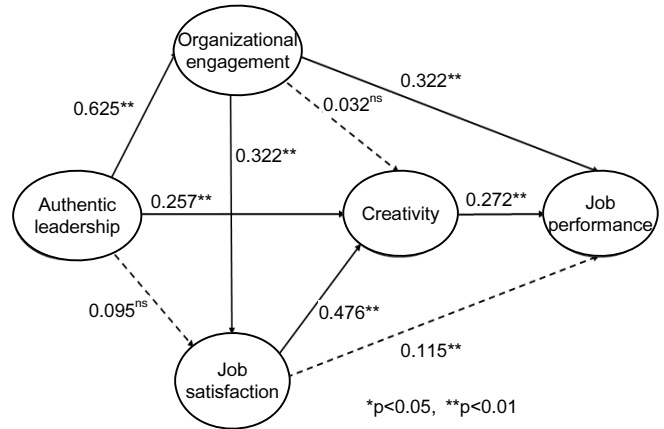 Organizational
engagement
0.625**
0.032ns
0.322**
0.322**
Authentic
leadership
0.257**
Creativity
0.272**
Job
performance
0.095ns
0.476**
0.115**
Job
satisfaction
*p<0.05, **p<0.01